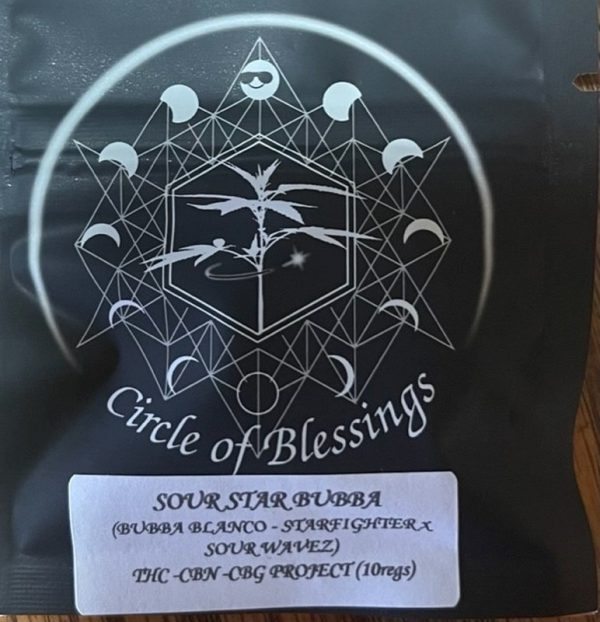 Circle of Blessings
SOUR STAR BUBBA
(BUBBA BLANCO - STARFIGHTER x
SOUR WAVEZ)
THC -CBN -CBG PROJECT (10regs)